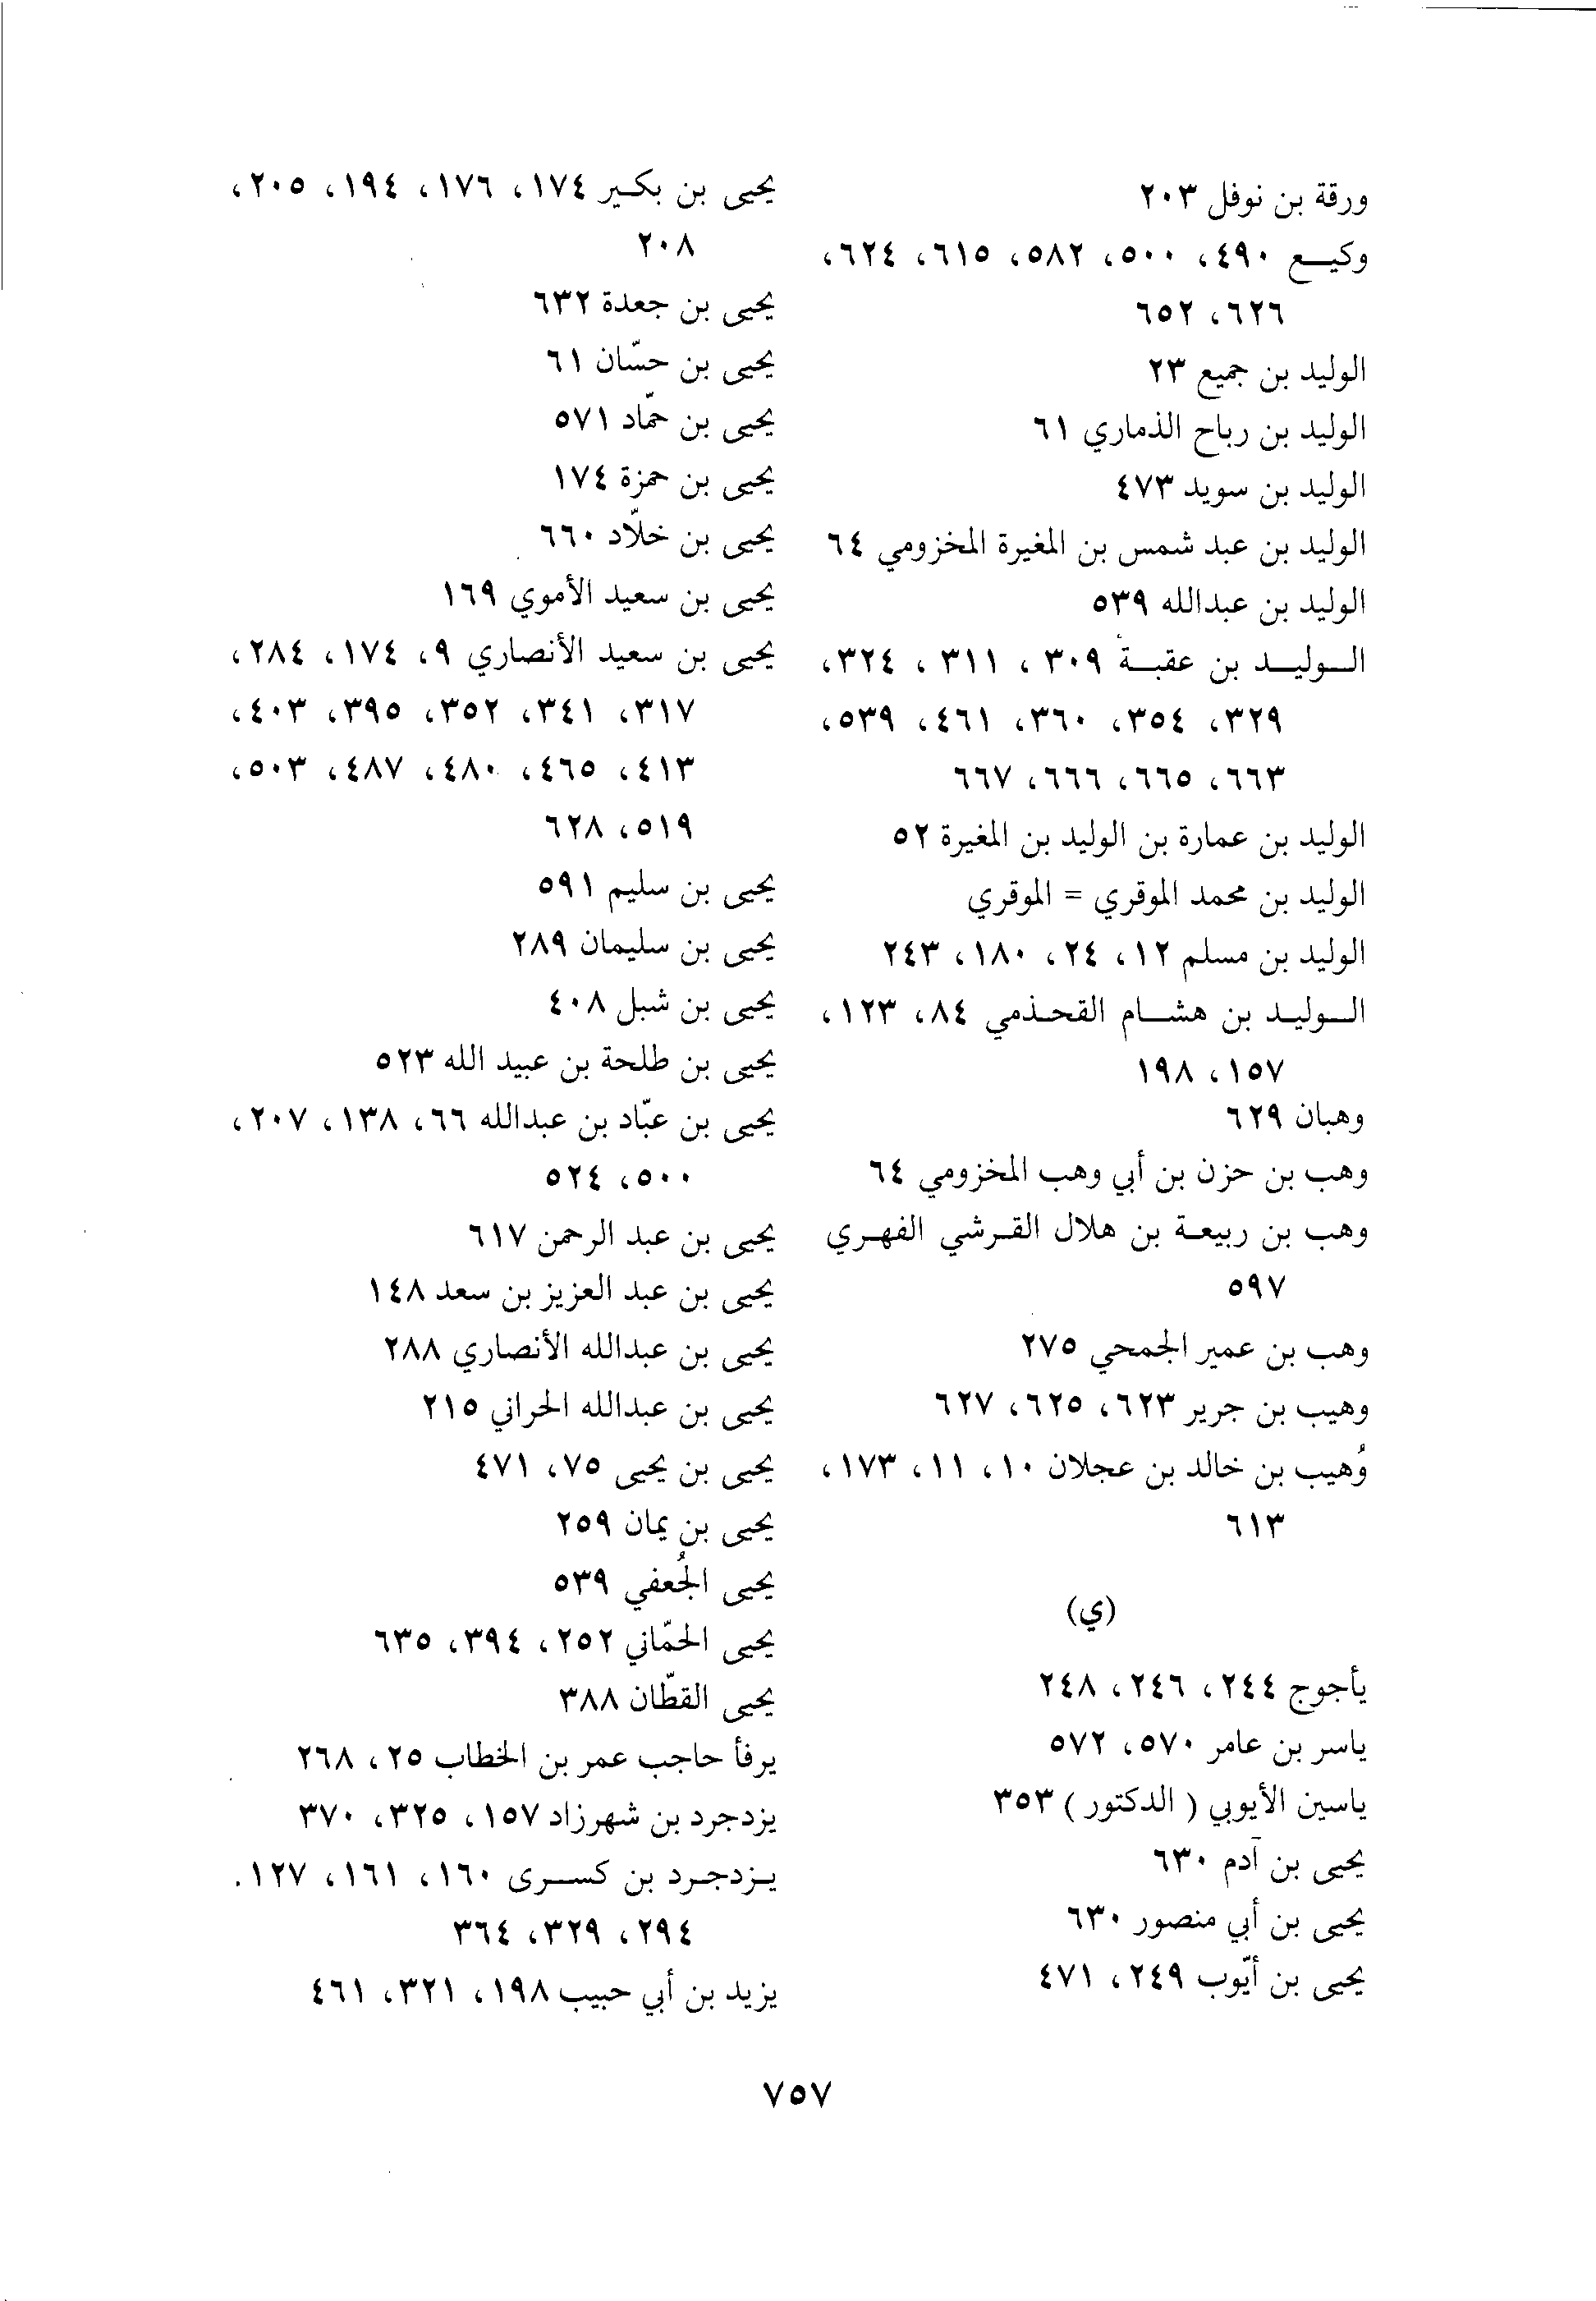 ورقة بن نوفل ٢٠٣
وكيـــع ٤٩٠، ٥٠٠، ٥٨٢، ٦١٥، ٦٢٤،
٦٢٦، ٦٥٢
الوليد بن جميع ٢٣
الوليد بن رباح الذماري ٦١
الوليد بن سويد ٤٧٣
الوليد بن عبد شمس بن المغيرة المخزومي ٦٤
الوليد بن عبدالله ٥٣٩
الـــوليـــد بن عقبـــة ٣٠٩، ٣١١، ٣٢٤،
٣٢٩، ٣٥٤، ٣٦٠، ٤٦١، ٥٣٩،
٦٦٣، ٦٦٥، ٦٦٦، ٦٦٧
الوليد بن عمارة بن الوليد بن المغيرة ٥٢
الوليد بن محمد الموقري = الموقري
الوليد بن مسلم ١٢، ٢٤، ١٨٠، ٢٤٣
الـــوليـــد بن هشـــام القحـذمي ٨٤، ١٢٣،
١٥٧، ١٩٨
وهبان ٦٢٩
وهب بن حزن بن أبي وهب المخزومي ٦٤
وهب بن ربيعـة بن هلال القـرشي الفهـري
٥٩٧
وهب بن عمير الجمحي ٢٧٥
وهيب بن جرير ٦٢٣، ٦٢٥، ٦٢٧
وُهيب بن خالد بن عجلان ١٠، ١١، ١٧٣،
٦١٣
(ي)
يأجوج ٢٤٤، ٢٤٦، ٢٤٨
ياسر بن عامر ٥٧٠، ٥٧٢
ياسين الأيوبي (الدكتور) ٣٥٣
يحيى بن آدم ٦٣٠
يحيى بن أبي منصور ٦٣٠
يحيى بن أيّوب ٢٤٩، ٤٧١
يحيى بن بكـير ١٧٤، ١٧٦، ١٩٤، ٢٠٥،
٢٠٨
يحيى بن جعدة ٦٣٢
يحيى بن حسّان ٦١
يحيى بن حمّاد ٥٧١
يحيى بن حمزة ١٧٤
يحيى بن خلّاد ٦٦٠
يحيى بن سعيد الأموي ١٦٩
يحيى بن سعيد الأنصاري ٩، ١٧٤، ٢٨٤،
٣١٧، ٣٤١، ٣٥٢، ٣٩٥، ٤٠٣،
٤١٣، ٤٦٥، ٤٨٠، ٤٨٧، ٥٠٣،
٥١٩، ٦٢٨
يحيى بن سليم ٥٩١
يحيى بن سليمان ٢٨٩
يحيى بن شبل ٤٠٨
يحيى بن طلحة بن عبيد الله ٥٢٣
يحيى بن عبّاد بن عبدالله ٦٦، ١٣٨، ٢٠٧،
٥٠٠، ٥٢٤
يحيى بن عبد الرحمن ٦١٧
يحيى بن عبد العزيز بن سعد ١٤٨
يحيى بن عبدالله الأنصاري ٢٨٨
يحيى بن عبدالله الحراني ٢١٥
يحيى بن يحيى ٧٥، ٤٧١
يحيى بن يمان ٢٥٩
يحيى الجُعفي ٥٣٩
يحيى الحمّاني ٢٥٢، ٣٩٤، ٦٣٥
يحيى القطّان ٣٨٨
يرفأ حاجب عمر بن الخطاب ٢٥، ٢٦٨
يزدجرد بن شهرزاد ١٥٧، ٣٢٥، ٣٧٠
يـزدجـرد بن كســرى ١٦٠، ١٦١، ١٢٧.
٢٩٤، ٣٢٩، ٣٦٤
يزيد بن أبي حبيب ١٩٨، ٣٢١، ٤٦١
٧٥٧